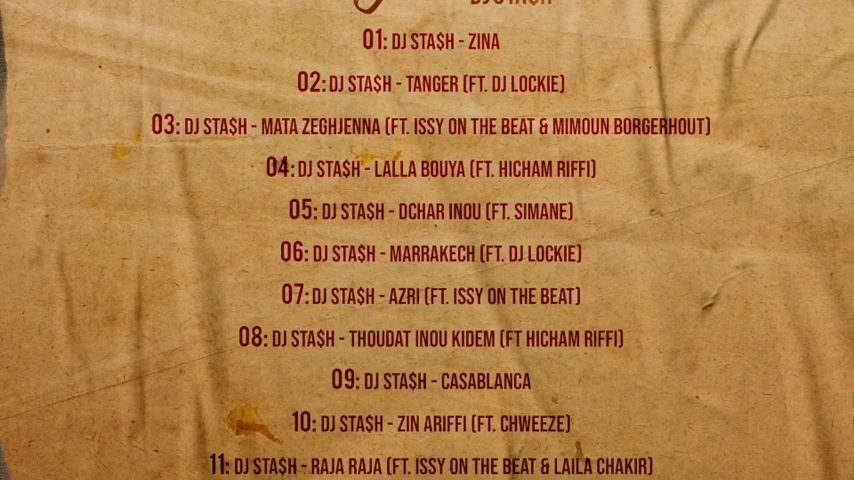 01: DJ STA$H - ZINA
02: DJ STA$H - TANGER (FT. DJ LOCKIE)
03: DJ STA$H - MATA ZEGHJENNA (FT. ISSY ON THE BEAT & MIMOUN BORGERHOUT)
04: DJ STA$H - LALLA BOUYA (FT. HICHAM RIFFI)
05: DJ STA$H - DCHAR INOU (FT. SIMANE)
06: DJ STA$H - MARRAKECH (FT. DJ LOCKIE)
07: DJ STA$H - AZRI (FT. ISSY ON THE BEAT)
08: DJ STA$H - THOUDAT INOU KIDEM (FT HICHAM RIFFI)
09: DJ STA$H - CASABLANCA
10: DJ STA$H - ZIN ARIFFI (FT. CHWEEZE)
11: DJ STA$H - RAJA RAJA (FT. ISSY ON THE BEAT & LAILA CHAKIR)